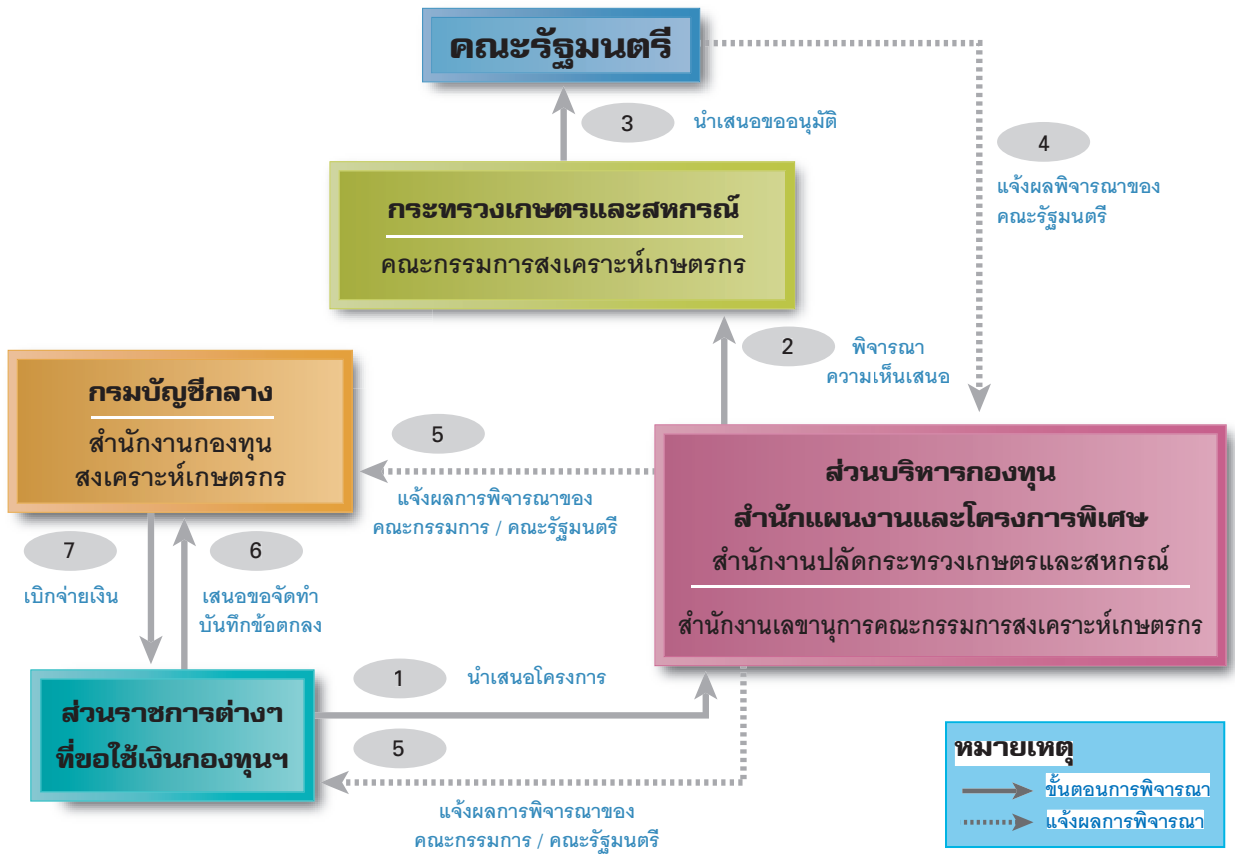 คณะรัฐมนตรี
3
นำเสนอขออนุมัติ
4
แจ้งผลพิจารณาของ
คณะรัฐมนตรี
กระทรวงเกษตรและสหกรณ์
คณะกรรมการสงเคราะห์เกษตรกร
2
พิจารณา
ความเห็นเสนอ
กรมบัญชีกลาง
สำนักงานกองทุน
สงเคราะห์เกษตรกร
5
แจ้งผลการพิจารณาของ
คณะกรรมการ / คณะรัฐมนตรี
ส่วนบริหารกองทุน
สำนักแผนงานและโครงการพิเศษ
สำนักงานปลัดกระทรวงเกษตรและสหกรณ์
สำนักงานเลขานุการคณะกรรมการสงเคราะห์เกษตรกร
7
เบิกจ่ายเงิน
6
เสนอขอจัดทำ
บันทึกข้อตกลง
1
นำเสนอโครงการ
ส่วนราชการต่างๆ
ที่ขอใช้เงินกองทุนฯ
5
แจ้งผลการพิจารณาของ
คณะกรรมการ / คณะรัฐมนตรี
หมายเหตุ
ขั้นตอนการพิจารณา
แจ้งผลการพิจารณา